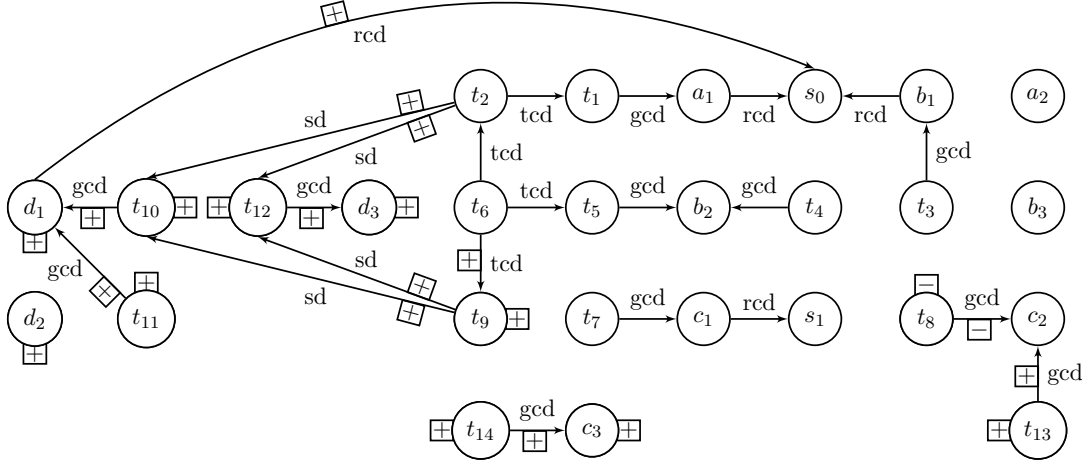 +
rcd
t₂ tcd t₁ gcd a₁ rcd s₀ rcd b₁ a₂
sd + +
sd
tcd gcd
d₁ gcd + t₁₀ + + t₁₂ gcd + d₃ + t₆ tcd t₅ gcd b₂ gcd t₄ t₃ b₃
+
gcd + + sd + + + tcd
sd
d₂ t₁₁ t₉ + t₇ gcd c₁ rcd s₁ − t₈ gcd − c₂
+
+ gcd
+ t₁₄ gcd + c₃ + + t₁₃